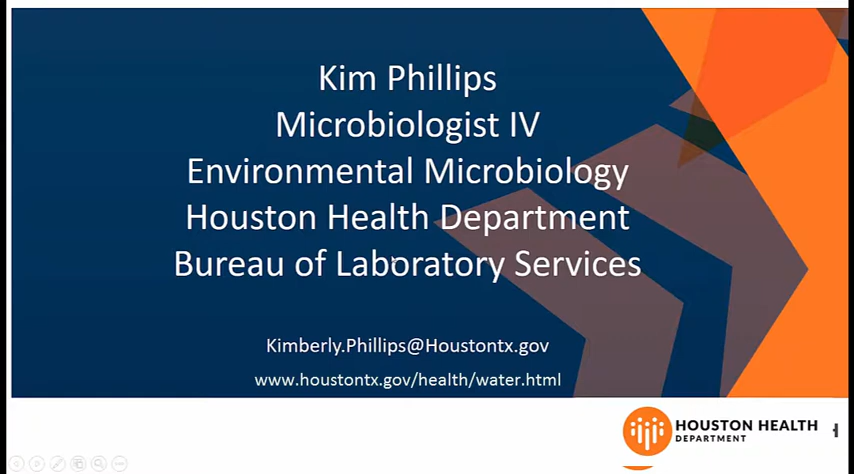 Kim Phillips
Microbiologist IV
Environmental Microbiology
Houston Health Department
Bureau of Laboratory Services
Kimberly.Phillips@Houstontx.gov
www.houstontx.gov/health/water.html
HOUSTON HEALTH
DEPARTMENT